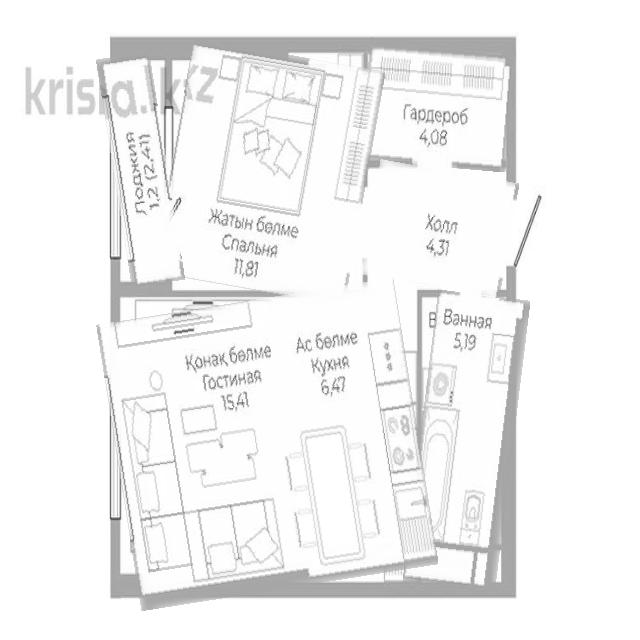 krisha.kz
Гардероб
4,08
Лоджия
1,2 (2,41)
Жатын бөлме
Спальня
11,81
Холл
4,31
Ванная
5,19
Қонақ бөлме
Гостиная
15,41
Ас бөлме
Кухня
6,47